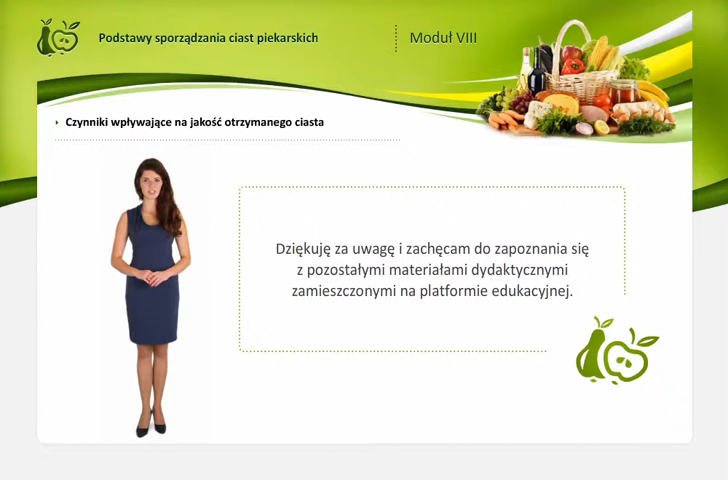 Podstawy sporządzania ciast piekarskich
Moduł VIII
Czynniki wpływające na jakość otrzymanego ciasta
Dziękuję za uwagę i zachęcam do zapoznania się
z pozostałymi materiałami dydaktycznymi
zamieszczonymi na platformie edukacyjnej.